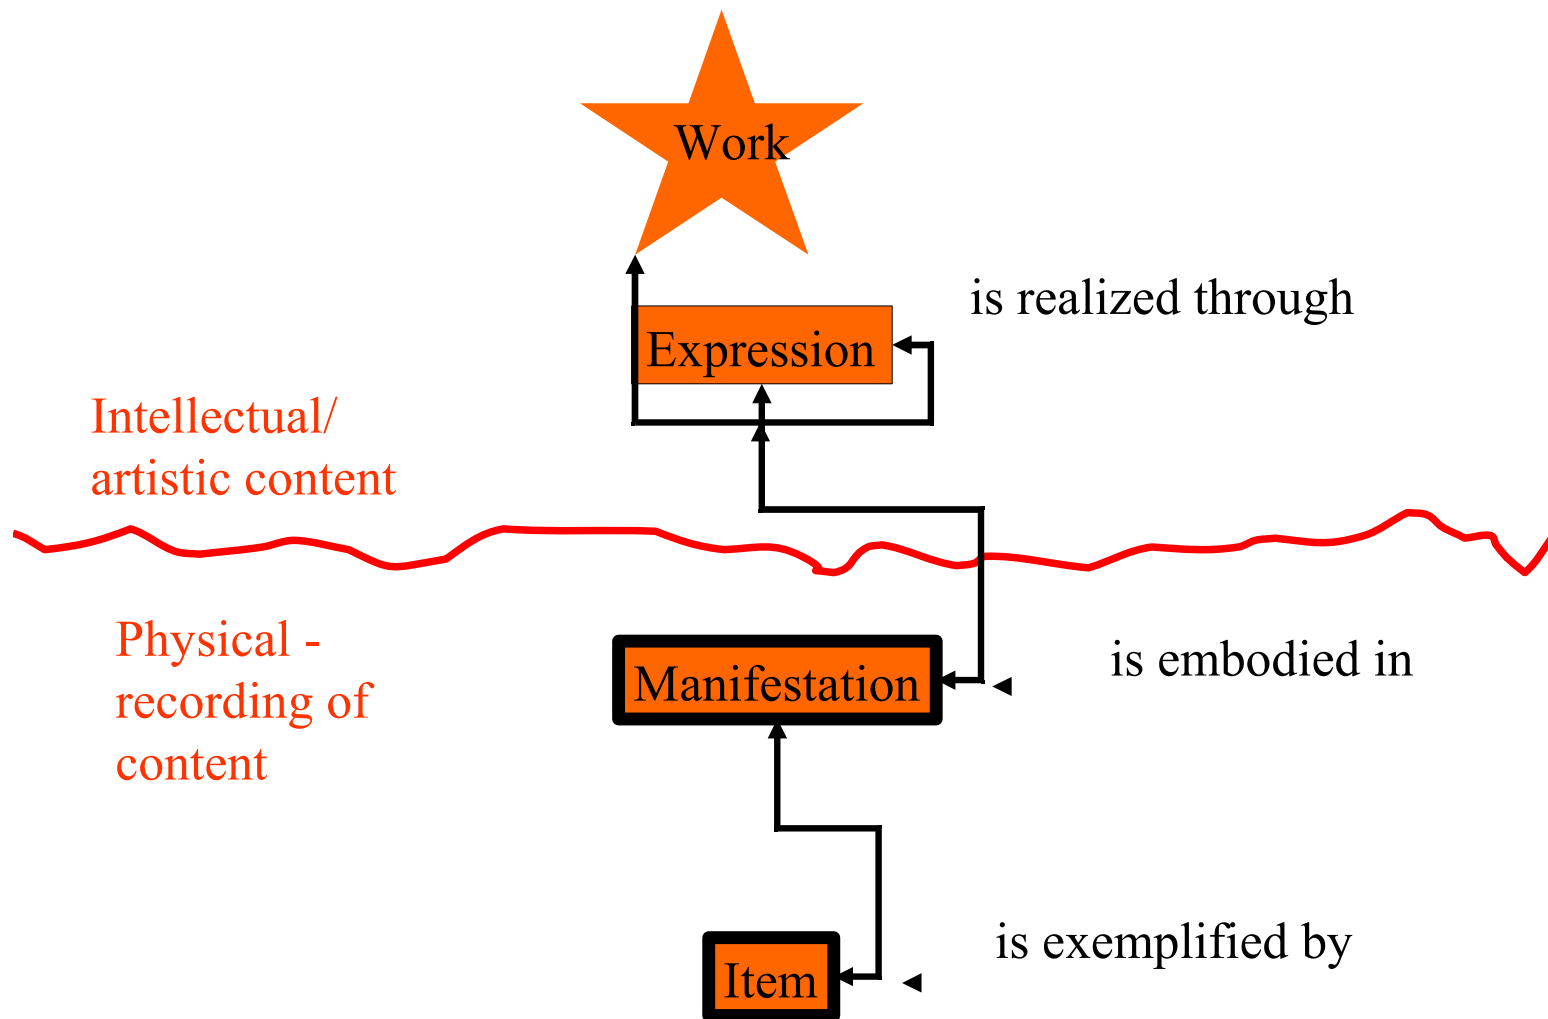 Work
is realized through
Expression
Intellectual/
artistic content
Physical -
recording of
content
Manifestation
is embodied in
is exemplified by
Item